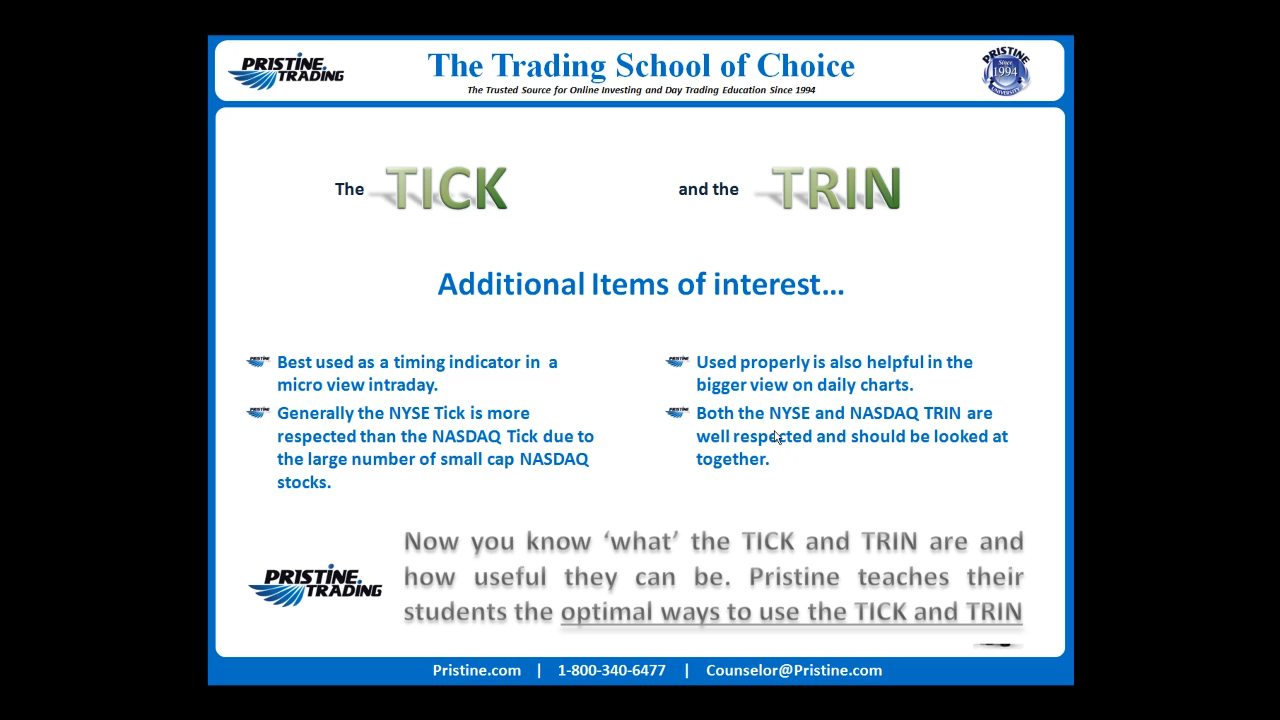 PRISTINE.
TRADING
The Trading School of Choice
The Trusted Source for Online Investing and Day Trading Education Since 1994
PRISTINE
Since
1994
UNIVERSITY
The TICK
and the TRIN
Additional Items of interest...
Best used as a timing indicator in a
micro view intraday.
Generally the NYSE Tick is more
respected than the NASDAQ Tick due to
the large number of small cap NASDAQ
stocks.
Used properly is also helpful in the
bigger view on daily charts.
Both the NYSE and NASDAQ TRIN are
well respected and should be looked at
together.
PRISTINE.
TRADING
Now you know ‘what’ the TICK and TRIN are and
how useful they can be. Pristine teaches their
students the optimal ways to use the TICK and TRIN
Pristine.com | 1-800-340-6477 | Counselor@Pristine.com